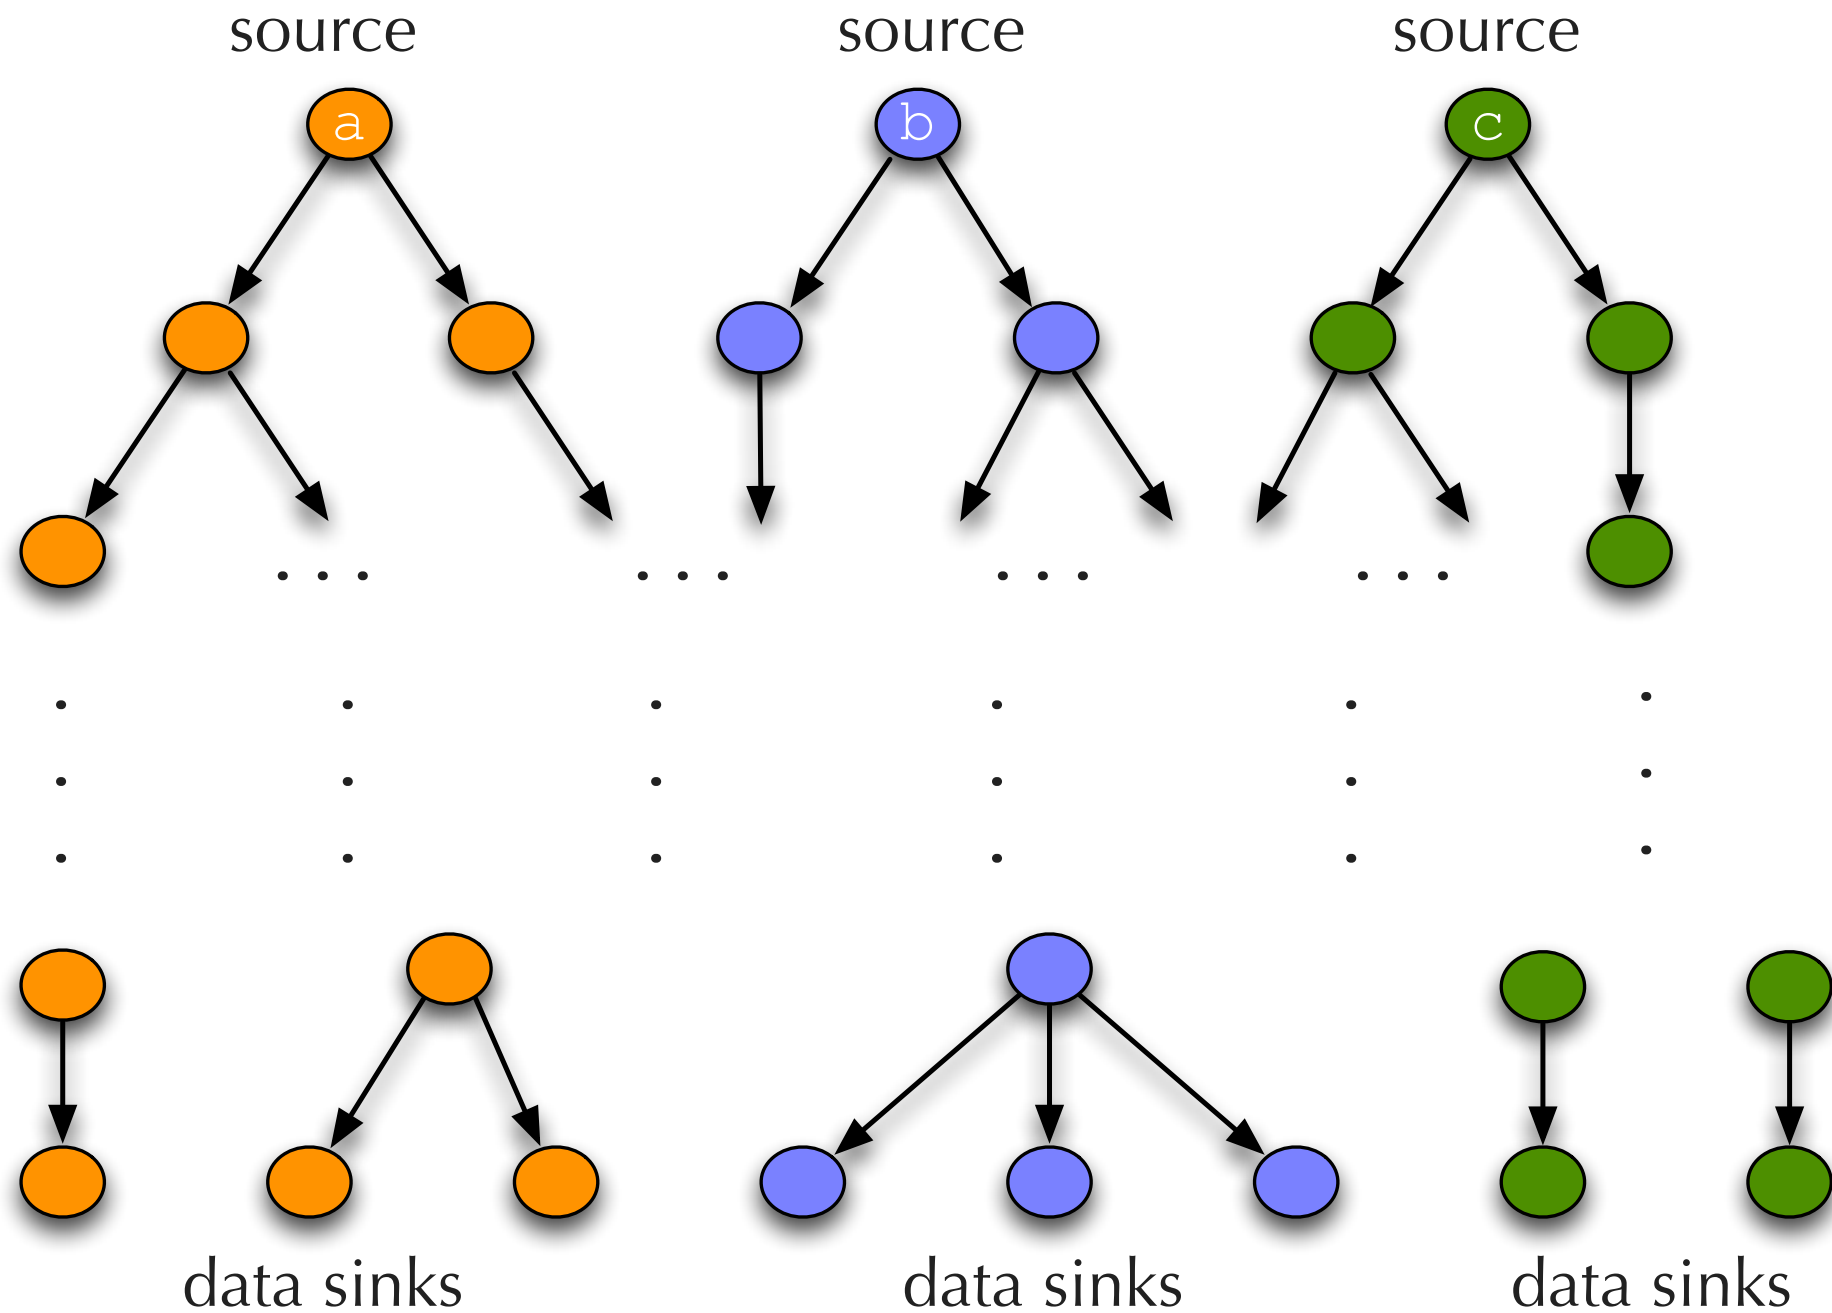 source source source
a b c
. . . . . . . . . . . .
data sinks data sinks data sinks